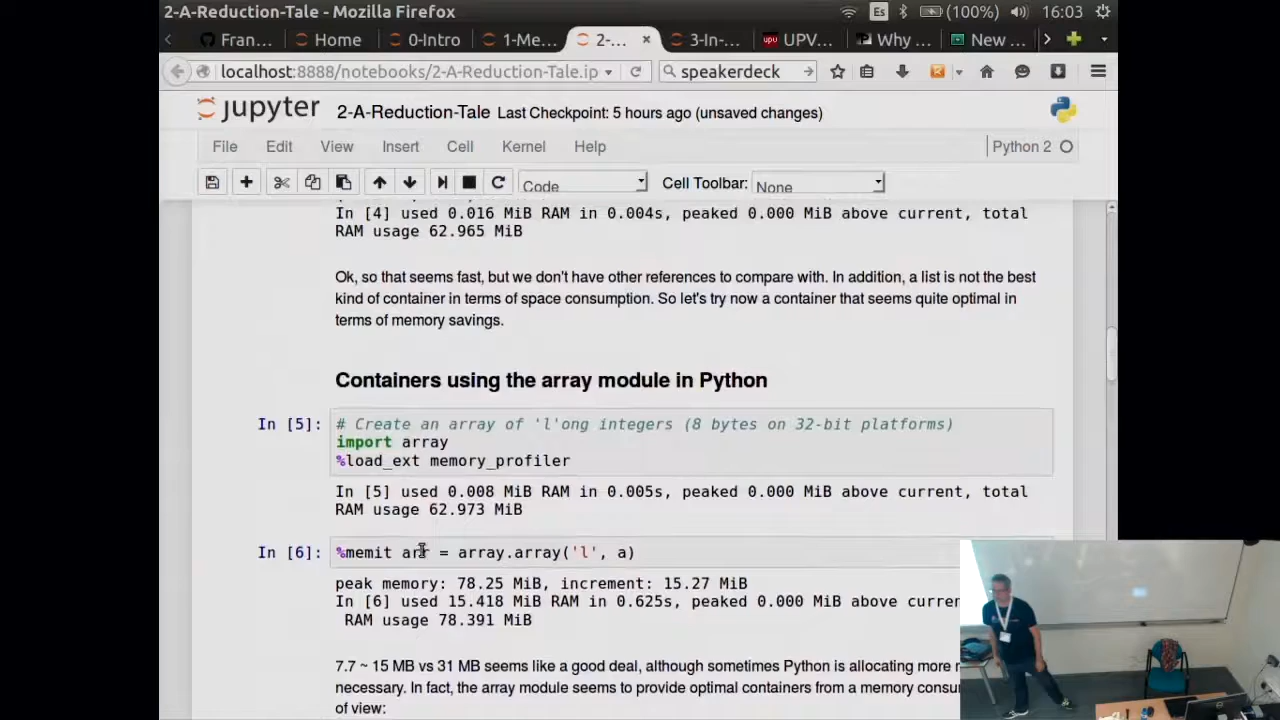 2-A-Reduction-Tale - Mozilla Firefox
Es (100%) 16:03
Fran... Home 0-Intro 1-Me... 2-... 3-In-... upv UPV... Why ... New ...
localhost:8888/notebooks/2-A-Reduction-Tale.ip speakerdeck
jupyter 2-A-Reduction-Tale Last Checkpoint: 5 hours ago (unsaved changes)
File Edit View Insert Cell Kernel Help Python 2
Code Cell Toolbar: None
In [4] used 0.016 MiB RAM in 0.004s, peaked 0.000 MiB above current, total
RAM usage 62.965 MiB
Ok, so that seems fast, but we don't have other references to compare with. In addition, a list is not the best
kind of container in terms of space consumption. So let's try now a container that seems quite optimal in
terms of memory savings.
Containers using the array module in Python
In [5]: # Create an array of 'l'ong integers (8 bytes on 32-bit platforms)
import array
%load_ext memory_profiler
In [5] used 0.008 MiB RAM in 0.005s, peaked 0.000 MiB above current, total
RAM usage 62.973 MiB
In [6]: %memit arr = array.array('l', a)
peak memory: 78.25 MiB, increment: 15.27 MiB
In [6] used 15.418 MiB RAM in 0.625s, peaked 0.000 MiB above
RAM usage 78.391 MiB
7.7 ~ 15 MB vs 31 MB seems like a good deal, although sometimes Python is allocating more
necessary. In fact, the array module seems to provide optimal containers from a memory
of view: